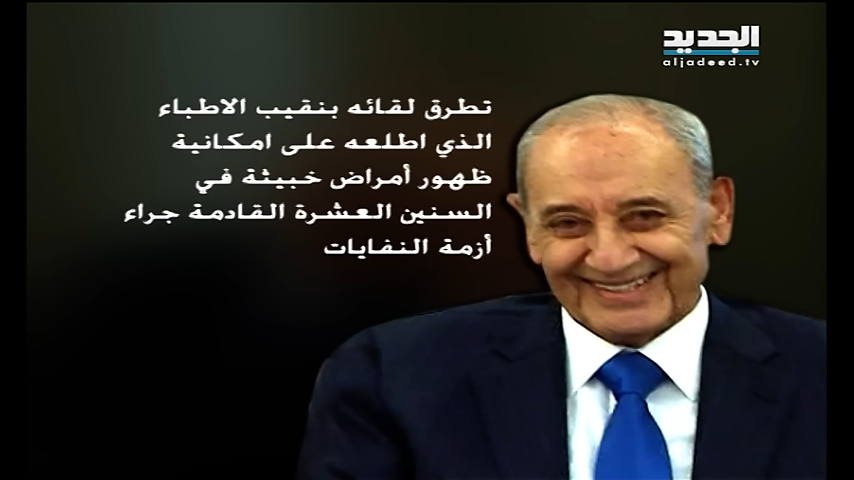 الجديد
aljadeed.tv
تطرق لقائه بنقيب الاطباء
الذي اطلعه على امكانية
ظهور أمراض خبيثة في
السنين العشرة القادمة جراء
أزمة النفايات